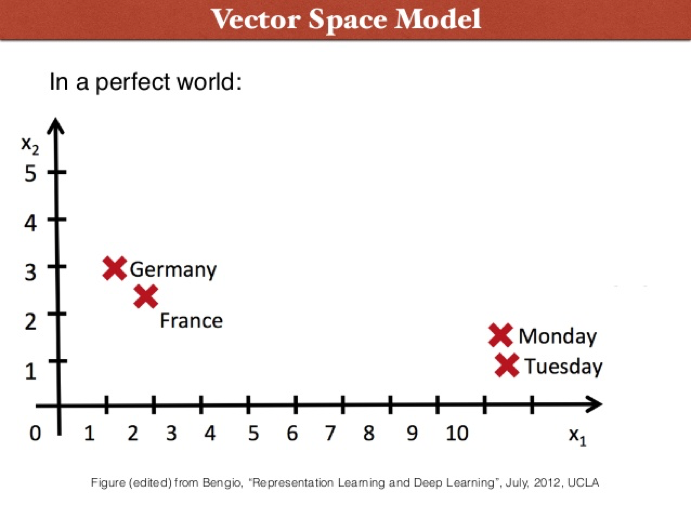 Vector Space Model
In a perfect world:
x2
5
4
3
2
1
Germany
France
Monday
Tuesday
0 1 2 3 4 5 6 7 8 9 10 x1
Figure (edited) from Bengio, “Representation Learning and Deep Learning”, July, 2012, UCLA